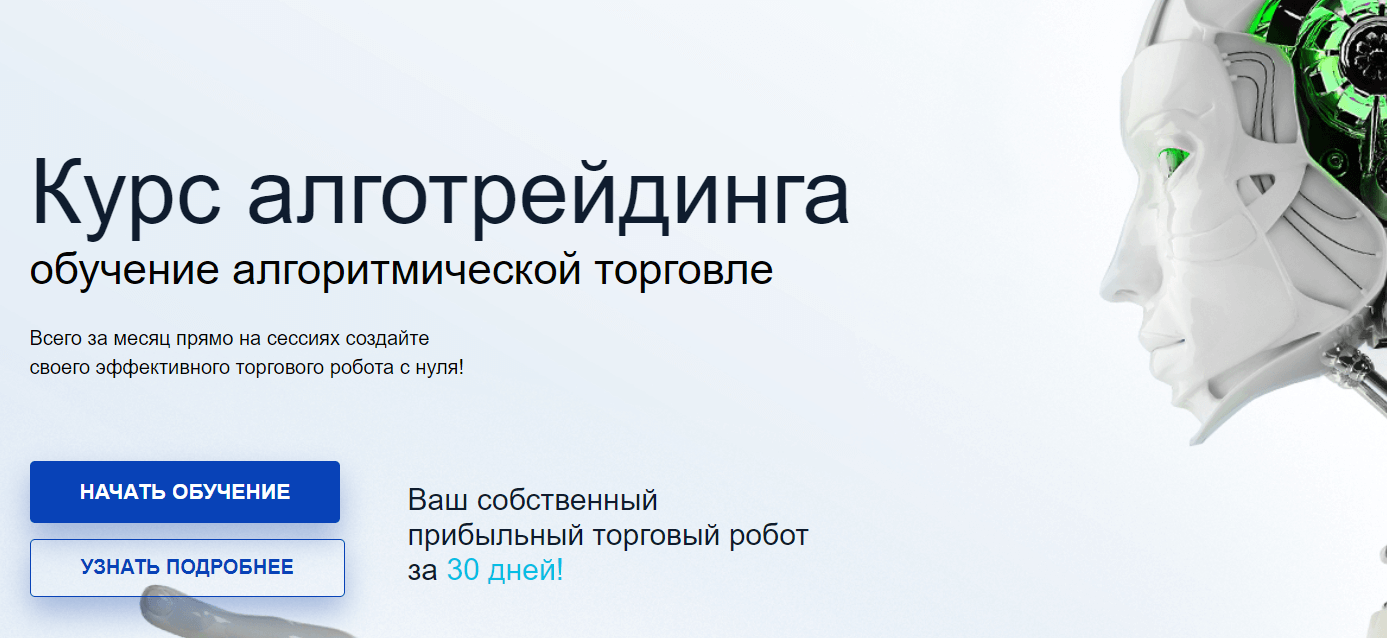 Курс алготрейдинга
обучение алгоритмической торговле
Всего за месяц прямо на сессиях создайте
своего эффективного торгового робота с нуля!
НАЧАТЬ ОБУЧЕНИЕ
УЗНАТЬ ПОДРОБНЕЕ
Ваш собственный
прибыльный торговый робот
за 30 дней!